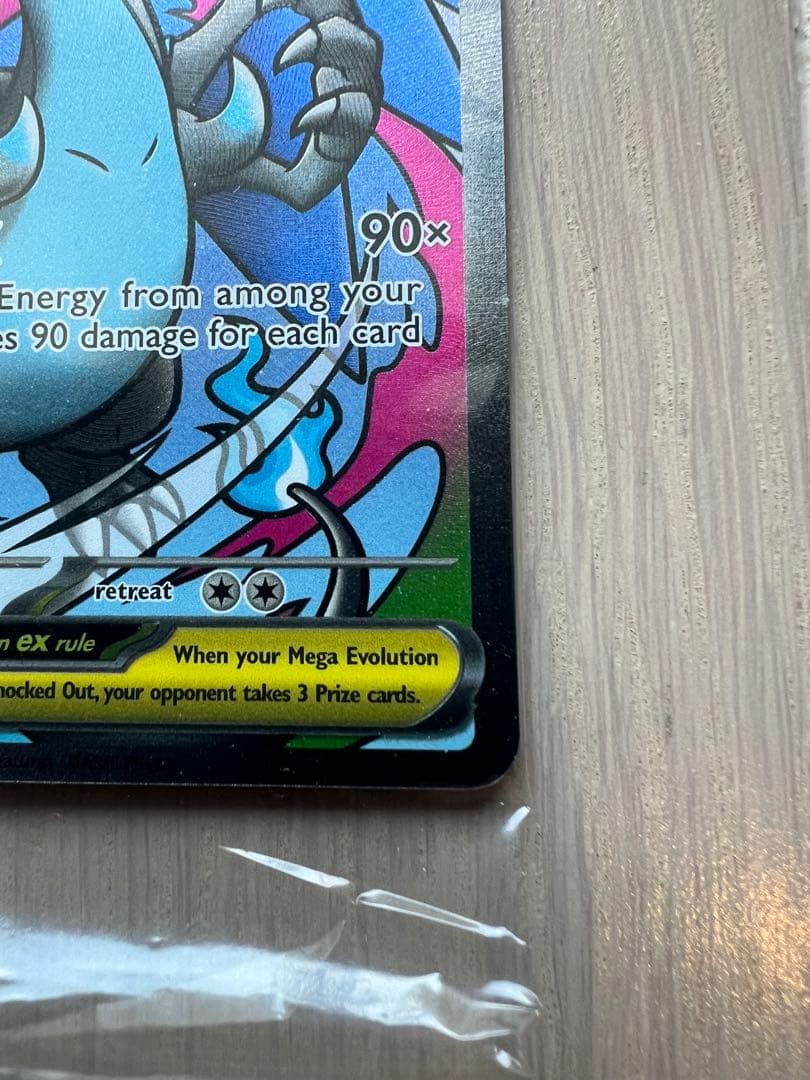 90×
Energy from among your
es 90 damage for each card
retreat
n ex rule
When your Mega Evolution
nocked Out, your opponent takes 3 Prize cards.